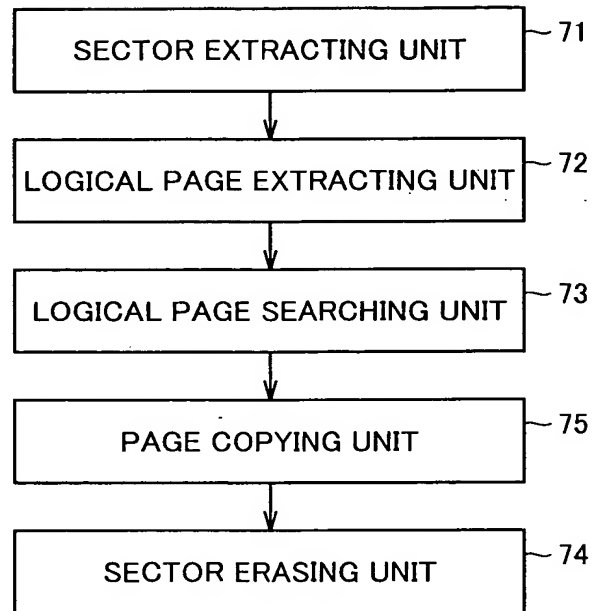 SECTOR EXTRACTING UNIT 71
LOGICAL PAGE EXTRACTING UNIT 72
LOGICAL PAGE SEARCHING UNIT 73
PAGE COPYING UNIT 75
SECTOR ERASING UNIT 74